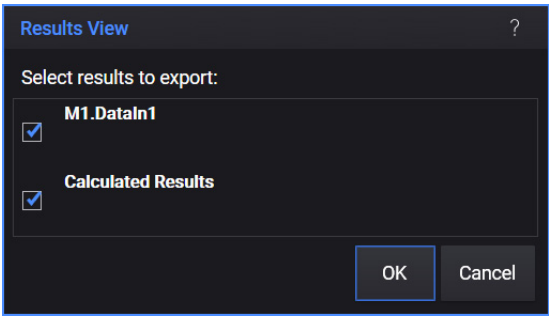 Results View ?
Select results to export:
M1.DataIn1
Calculated Results
OK Cancel